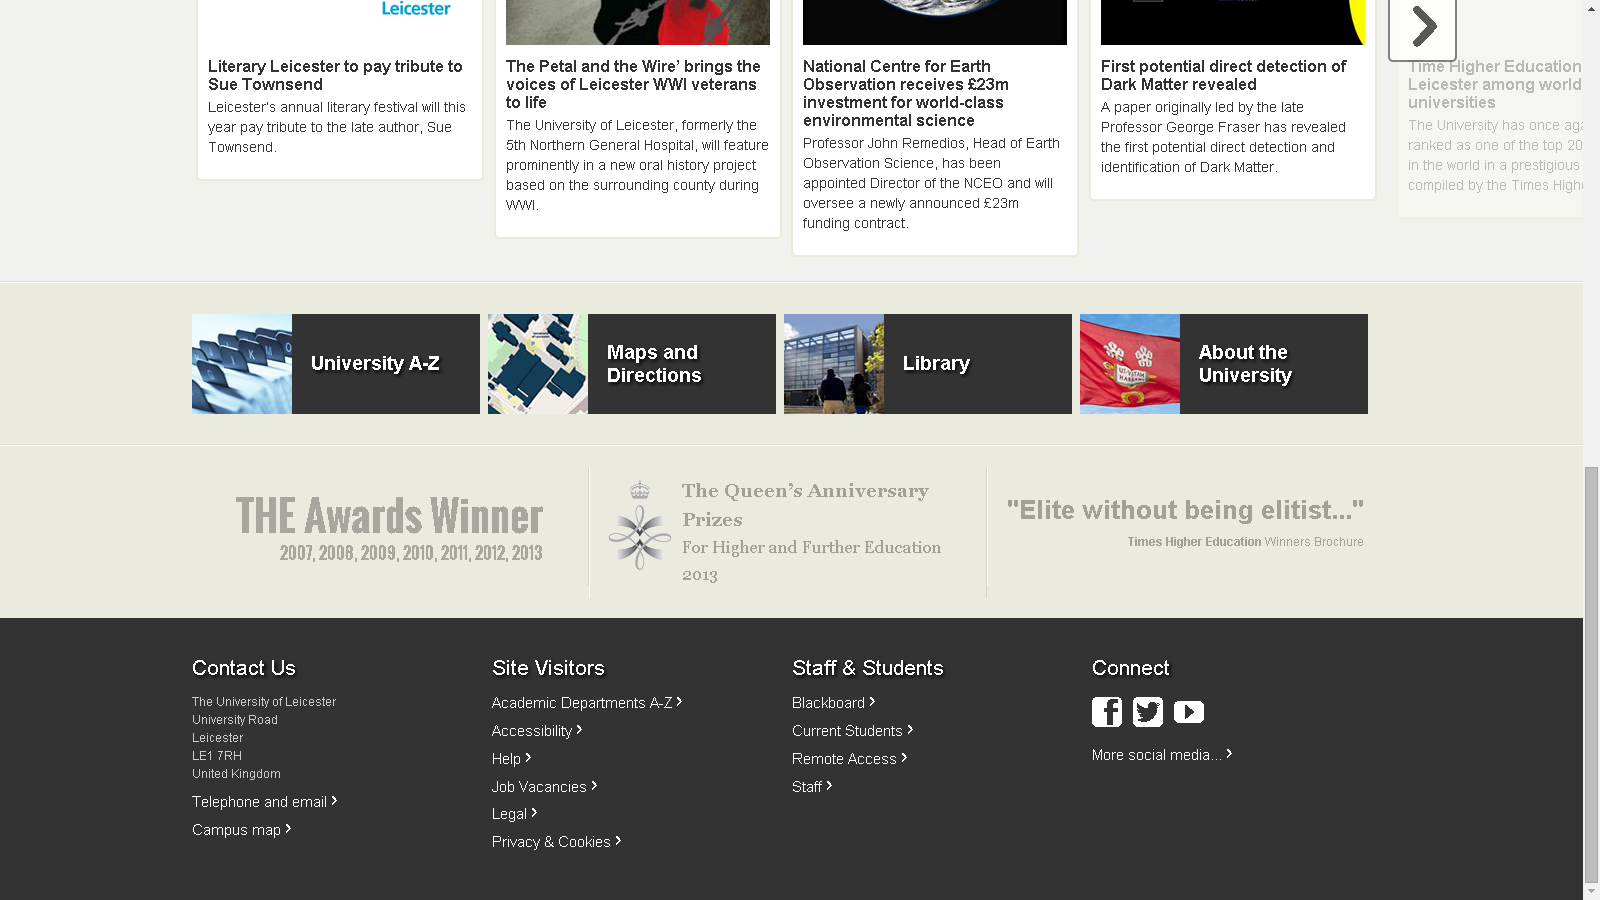 Leicester
Literary Leicester to pay tribute to
Sue Townsend
Leicester's annual literary festival will this
year pay tribute to the late author, Sue
Townsend.
The Petal and the Wire’ brings the
voices of Leicester WWI veterans
to life
The University of Leicester, formerly the
5th Northern General Hospital, will feature
prominently in a new oral history project
based on the surrounding county during
WWI.
National Centre for Earth
Observation receives £23m
investment for world-class
environmental science
Professor John Remedios, Head of Earth
Observation Science, has been
appointed Director of the NCEO and will
oversee a newly announced £23m
funding contract.
First potential direct detection of
Dark Matter revealed
A paper originally led by the late
Professor George Fraser has revealed
the first potential direct detection and
identification of Dark Matter.
Time Higher Education
Leicester among world
universities
The University has once
ranked as one of the top 20
in the world in a prestigious
compiled by the Times
University A-Z
Maps and
Directions
Library
About the
University
THE Awards Winner
2007, 2008, 2009, 2010, 2011, 2012, 2013
The Queen’s Anniversary
Prizes
For Higher and Further Education
2013
"Elite without being elitist..."
Times Higher Education Winners Brochure
Contact Us
The University of Leicester
University Road
Leicester
LE1 7RH
United Kingdom
Telephone and email
Campus map
Site Visitors
Academic Departments A-Z
Accessibility
Help
Job Vacancies
Legal
Privacy & Cookies
Staff & Students
Blackboard
Current Students
Remote Access
Staff
Connect
More social media...